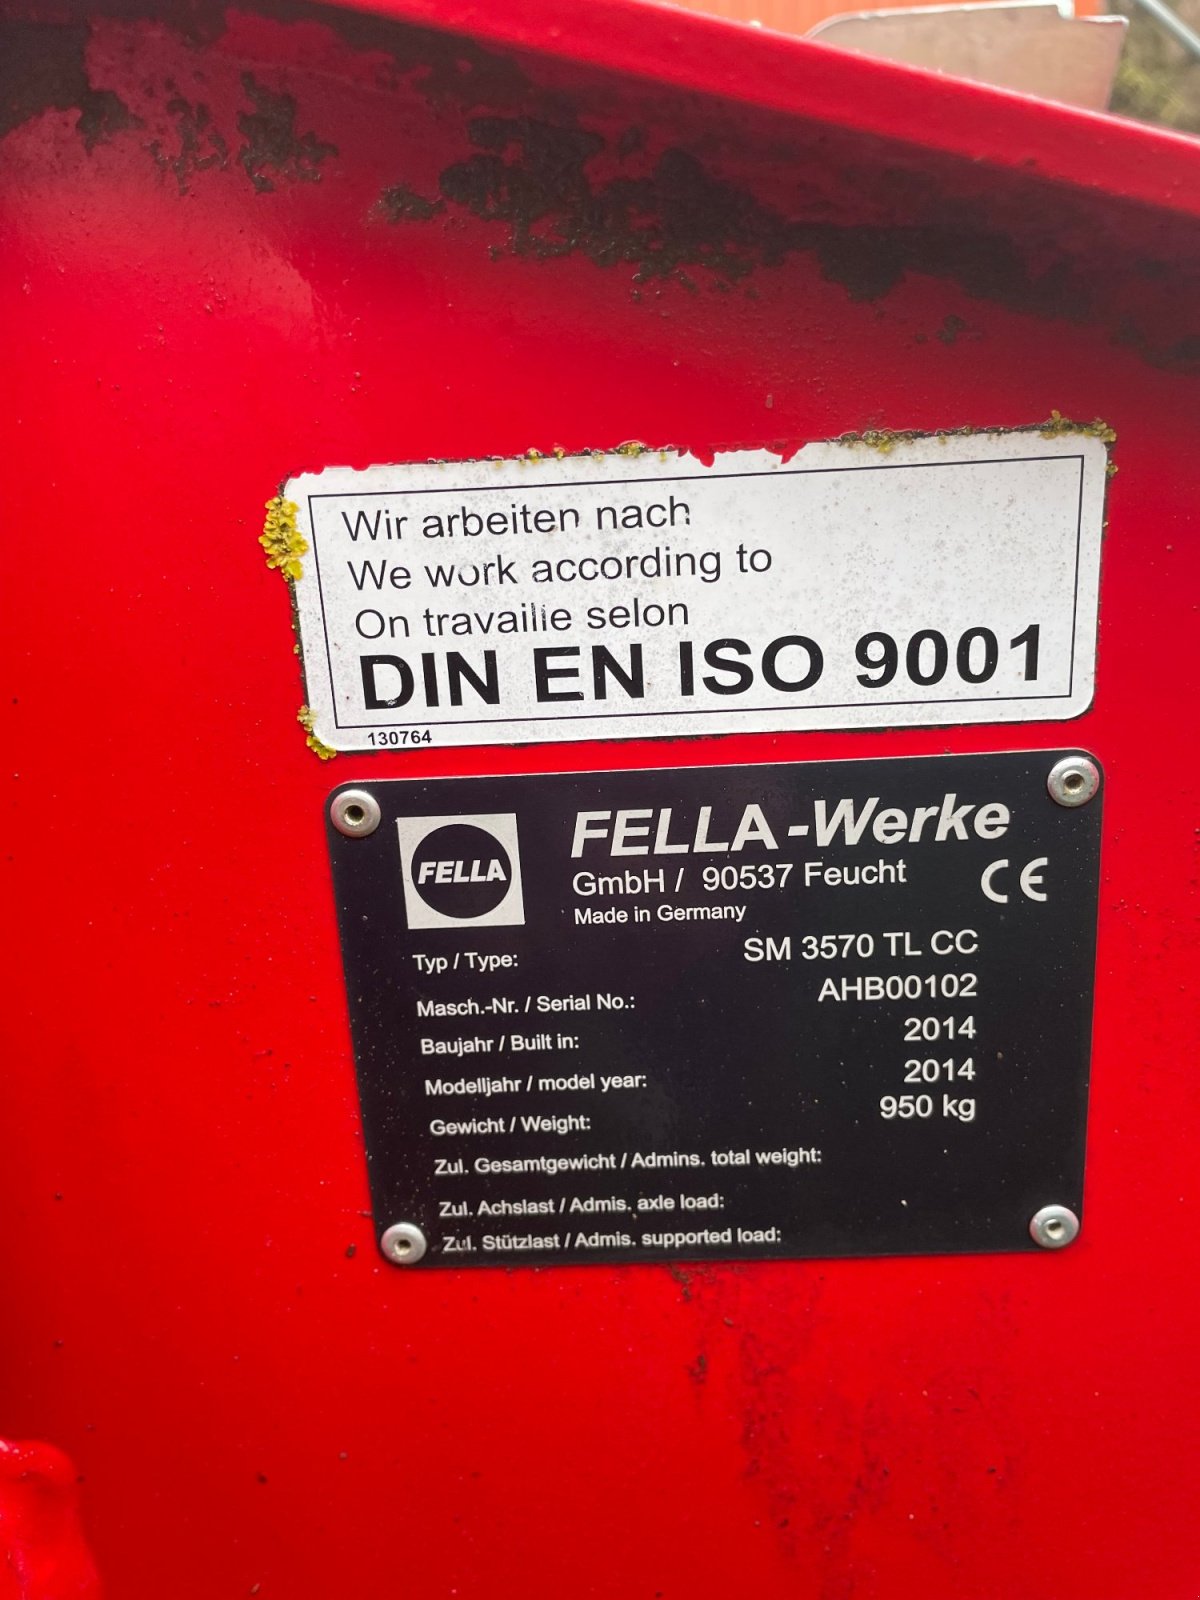 Wir arbeiten nach
We work according to
On travaille selon
DIN EN ISO 9001
130764
FELLA
FELLA-Werke
GmbH / 90537 Feucht
CE
Made in Germany
Typ / Type: SM 3570 TL CC
Masch.-Nr. / Serial No.: AHB00102
Baujahr / Built in: 2014
Modelljahr / model year: 2014
Gewicht / Weight: 950 kg
Zul. Gesamtgewicht / Admins. total weight:
Zul. Achslast / Admis. axle load:
Zul. Stützlast / Admis. supported load: